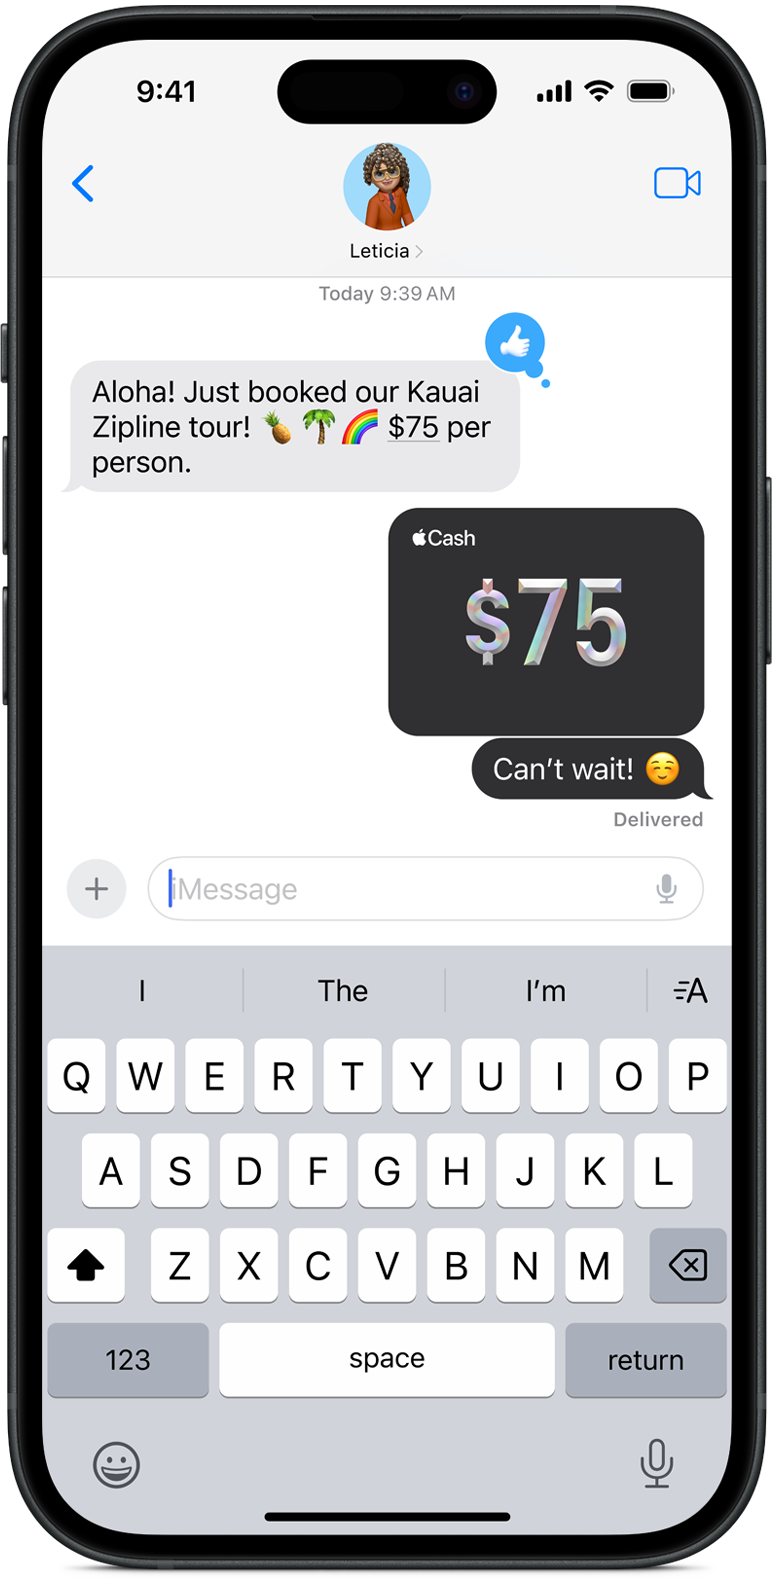 9:41
Leticia
Today 9:39 AM
Aloha! Just booked our Kauai
Zipline tour! 🍍🌴🌈 $75 per
person.
Cash
$75
Can’t wait! ☺️
Delivered
iMessage
I The I’m A
Q W E R T Y U I O P
A S D F G H J K L
Z X C V B N M
123 space return